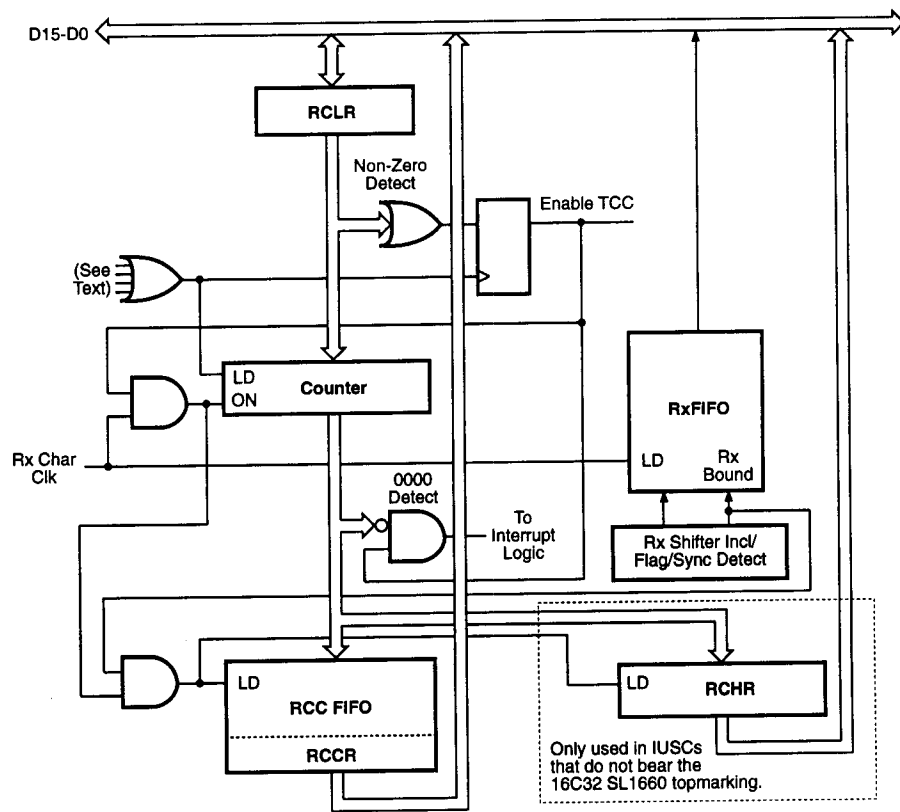 D15-D0
RCLR
Non-Zero
Detect
Enable TCC
(See
Text)
LD
Counter
ON
RxFIFO
Rx Char
Clk
LD
Rx
Bound
0000
Detect
To
Interrupt
Logic
Rx Shifter Incl/
Flag/Sync Detect
LD
RCC FIFO
RCCR
LD
RCHR
Only used in IUSCs
that do not bear the
16C32 SL1660 topmarking.